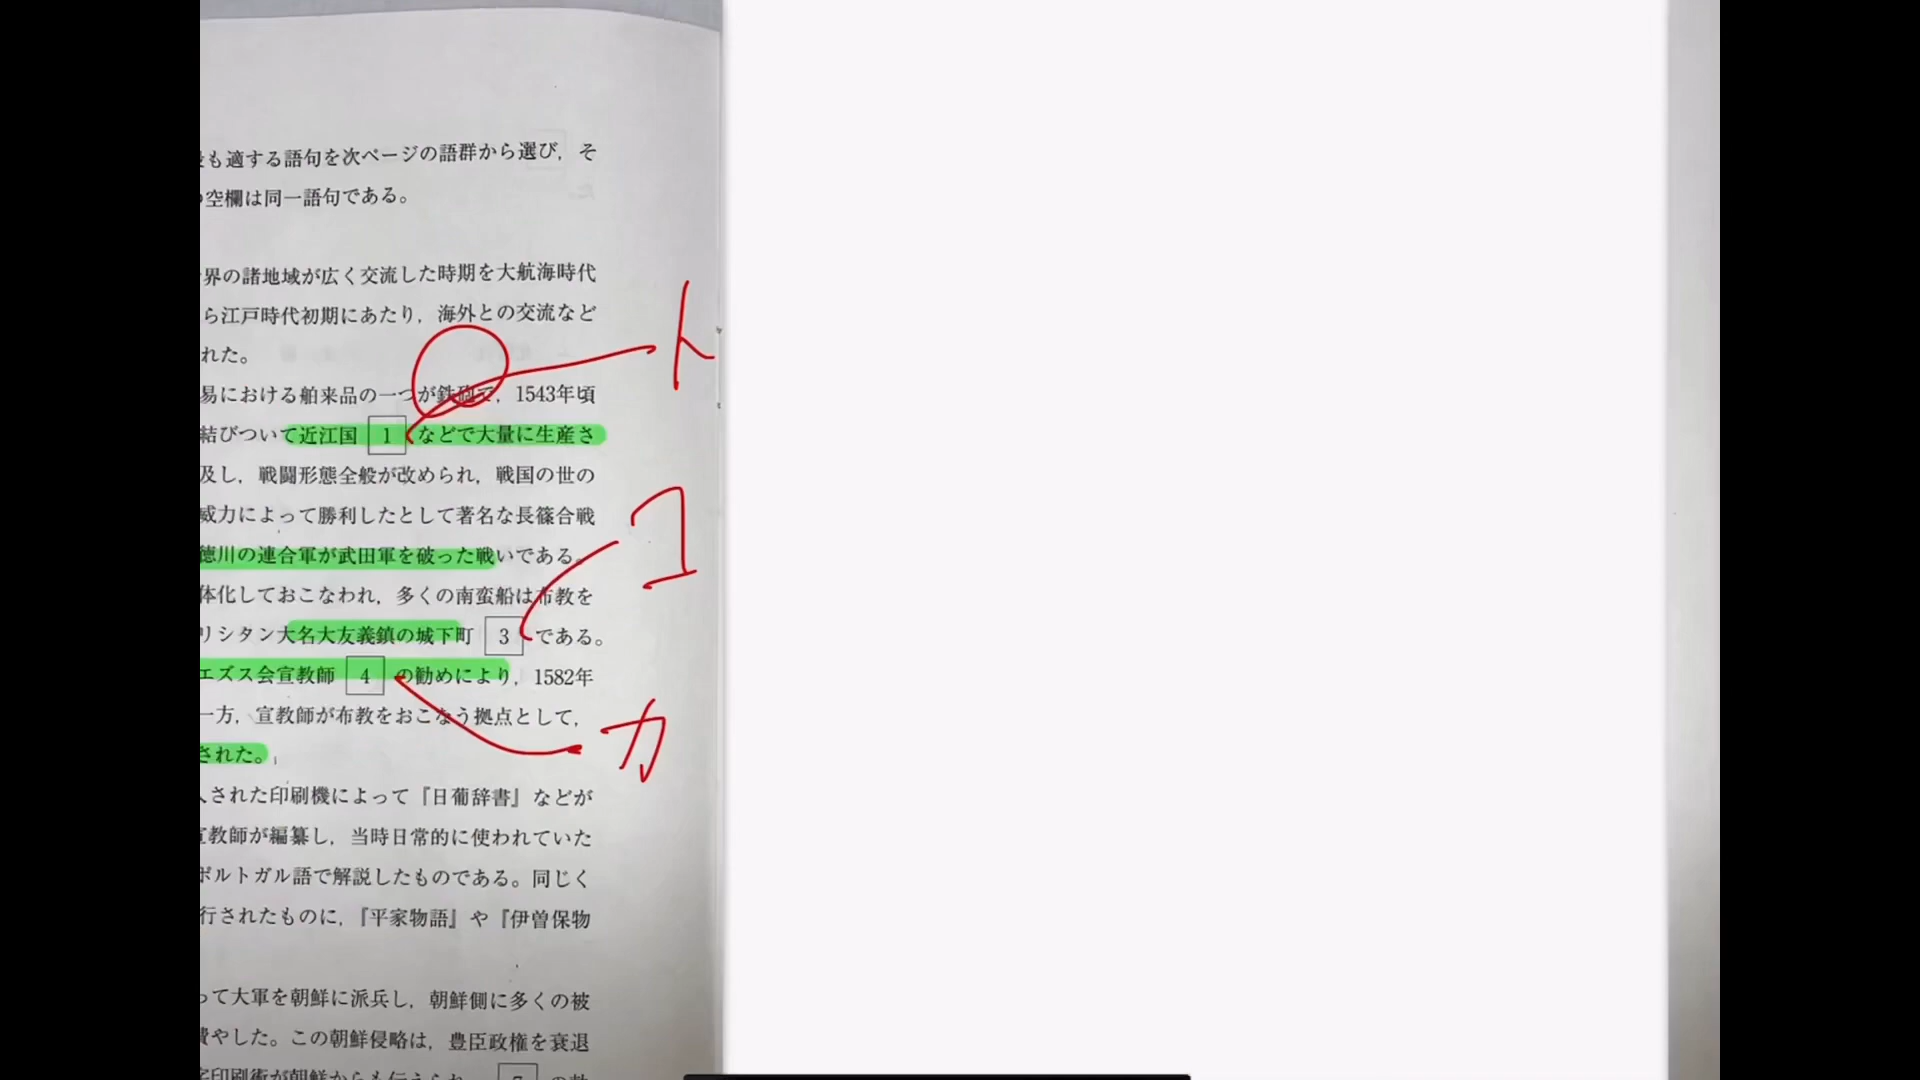 も適する語句を次ページの語群から選び，そ
空欄は同一語句である。
界の諸地域が広く交流した時期を大航海時代
ら江戸時代初期にあたり，海外との交流など
れた。
ト
易における舶来品の一つが鉄砲で，1543年頃
結びついて近江国 1 などで大量に生産さ
及し，戦闘形態全般が改められ，戦国の世の
威力によって勝利したとして著名な長篠合戦
コ
徳川の連合軍が武田軍を破った戦いである。
体化しておこなわれ，多くの南蛮船は布教を
リシタン大名大友義鎮の城下町 3 である。
エズス会宣教師 4 の勧めにより，1582年
一方，宣教師が布教をおこなう拠点として，
カ
された。
された印刷機によって『日葡辞書』などが
教師が編纂し，当時日常的に使われていた
ポルトガル語で解説したものである。同じく
行されたものに，『平家物語』や『伊曽保物
って大軍を朝鮮に派兵し，朝鮮側に多くの被
費やした。この朝鮮侵略は，豊臣政権を衰退
印刷術が朝鮮からも伝えられ， 7 の勅